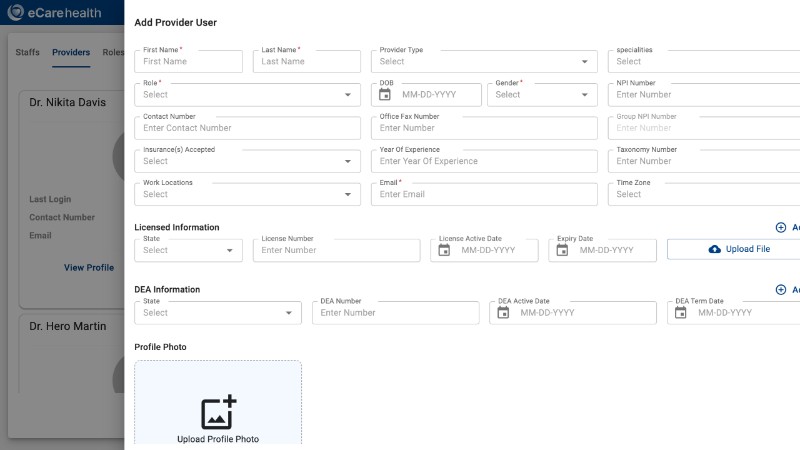 eCarehealth
Add Provider User
Staffs Providers Roles
First Name *
First Name
Last Name *
Last Name
Provider Type
Select
specialities
Select
Role *
Select
DOB
MM-DD-YYYY
Gender *
Select
NPI Number
Enter Number
Dr. Nikita Davis
Contact Number
Enter Contact Number
Office Fax Number
Enter Number
Group NPI Number
Enter Number
Insurance(s) Accepted
Select
Year Of Experience
Enter Year Of Experience
Taxonomy Number
Enter Number
Work Locations
Select
Email *
Enter Email
Time Zone
Select
Last Login
Contact Number
Email
View Profile
Licensed Information
State
Select
License Number
Enter Number
License Active Date
MM-DD-YYYY
Expiry Date
MM-DD-YYYY
Upload File
DEA Information
State
Select
DEA Number
Enter Number
DEA Active Date
MM-DD-YYYY
DEA Term Date
MM-DD-YYYY
Dr. Hero Martin
Profile Photo
Upload Profile Photo